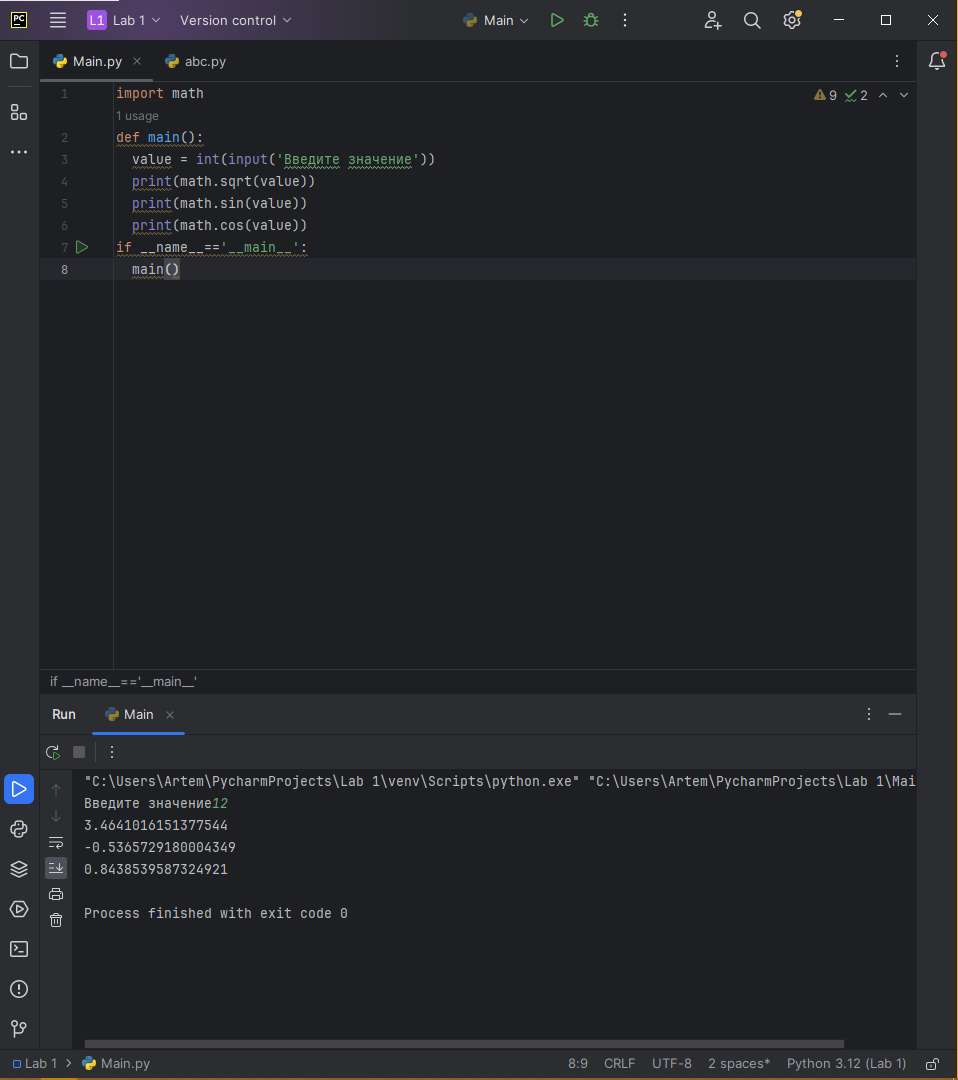 PC L1 Lab 1 Version control Main
Main.py abc.py
1 import math 9 2
1 usage
2 def main():
3 value = int(input('Введите значение'))
4 print(math.sqrt(value))
5 print(math.sin(value))
6 print(math.cos(value))
7 if __name__=='__main__':
8 main()
if __name__=='__main__'
Run Main
"C:\Users\Artem\PycharmProjects\Lab 1\venv\Scripts\python.exe" "C:\Users\Artem\PycharmProjects\Lab 1\Mai
Введите значение12
3.4641016151377544
-0.5365729180004349
0.8438539587324921
Process finished with exit code 0
Lab 1 Main.py 8:9 CRLF UTF-8 2 spaces* Python 3.12 (Lab 1)